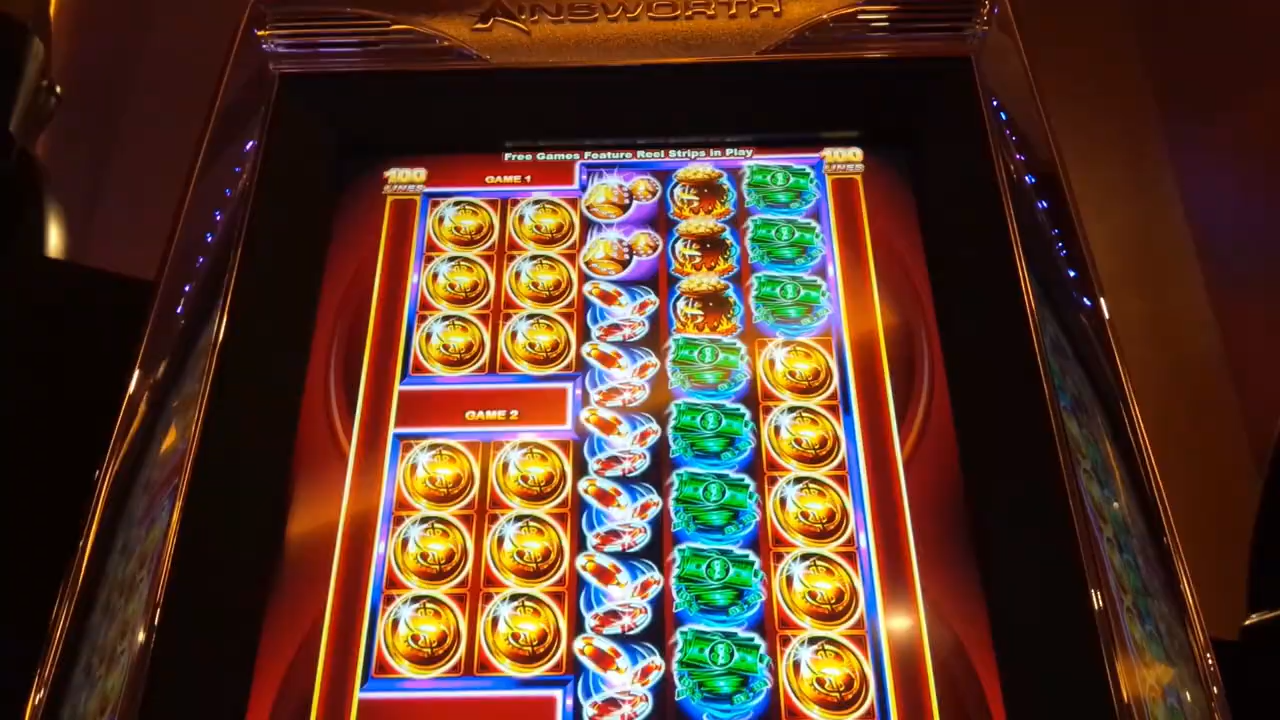 AINSWORTH
Free Games Feature Reel Strips in Play
100
LINES
GAME 1
100
LINES
GAME 2